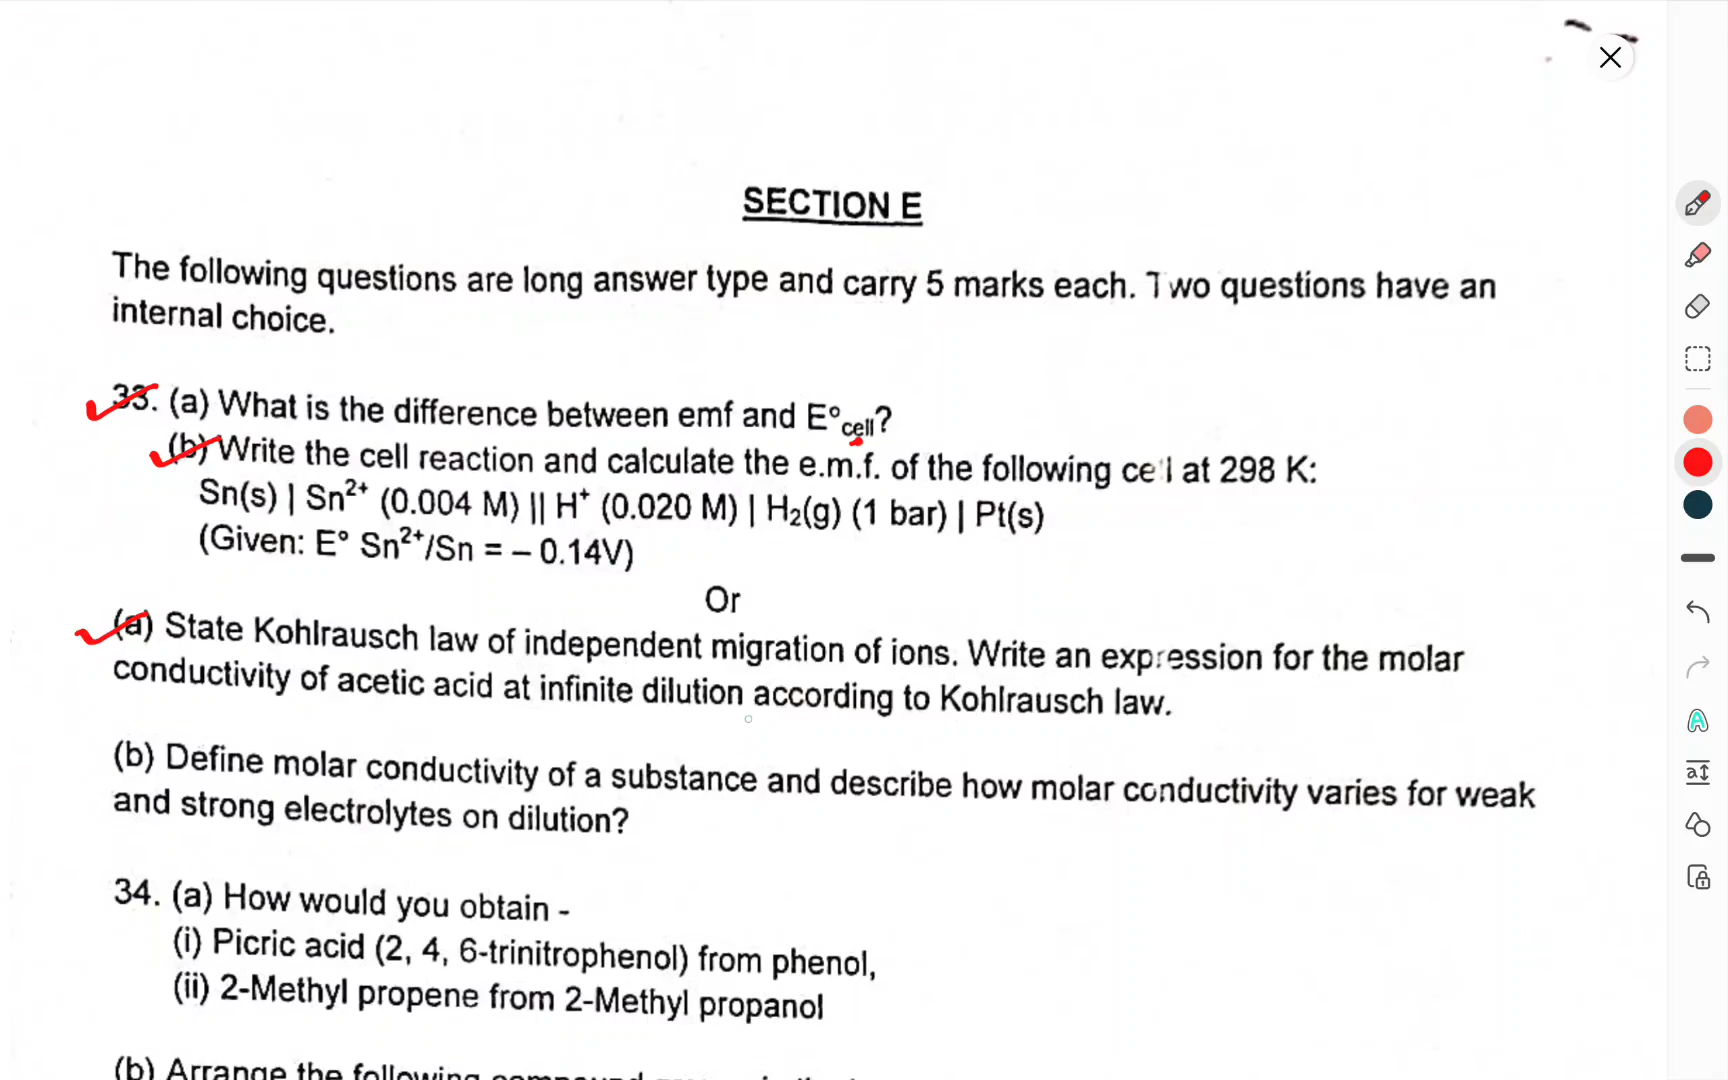 SECTION E
The following questions are long answer type and carry 5 marks each. Two questions have an
internal choice.
33. (a) What is the difference between emf and E°cell?
(b) Write the cell reaction and calculate the e.m.f. of the following cell at 298 K:
Sn(s) | Sn²⁺ (0.004 M) || H⁺ (0.020 M) | H₂(g) (1 bar) | Pt(s)
(Given: E° Sn²⁺/Sn = – 0.14V)
Or
(a) State Kohlrausch law of independent migration of ions. Write an expression for the molar
conductivity of acetic acid at infinite dilution according to Kohlrausch law.
(b) Define molar conductivity of a substance and describe how molar conductivity varies for weak
and strong electrolytes on dilution?
34. (a) How would you obtain -
(i) Picric acid (2, 4, 6-trinitrophenol) from phenol,
(ii) 2-Methyl propene from 2-Methyl propanol
(b) Arrange the following